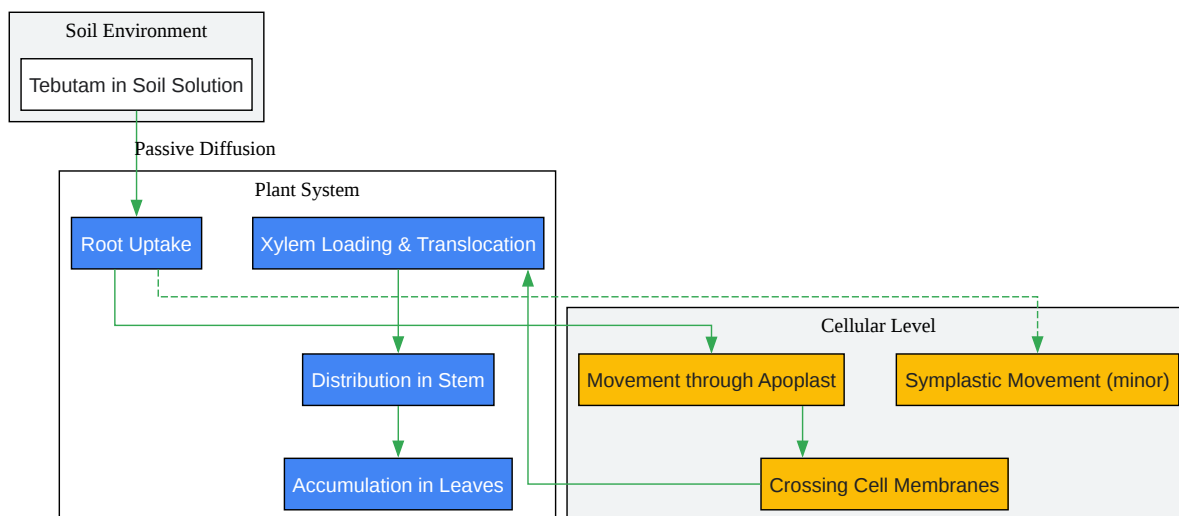 Soil Environment
Tebutam in Soil Solution
Passive Diffusion
Plant System
Root Uptake
Xylem Loading & Translocation
Cellular Level
Distribution in Stem
Movement through Apoplast
Symplastic Movement (minor)
Accumulation in Leaves
Crossing Cell Membranes